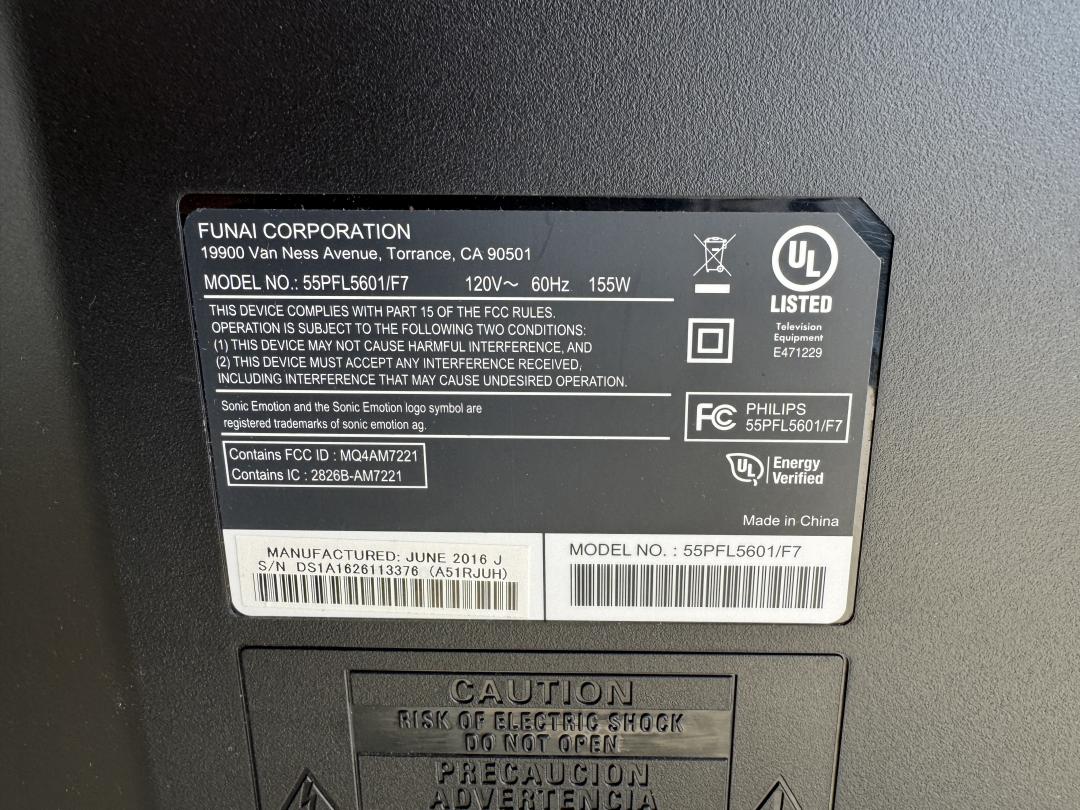 FUNAI CORPORATION
19900 Van Ness Avenue, Torrance, CA 90501
MODEL NO.: 55PFL5601/F7 120V~ 60Hz 155W
THIS DEVICE COMPLIES WITH PART 15 OF THE FCC RULES.
OPERATION IS SUBJECT TO THE FOLLOWING TWO CONDITIONS:
(1) THIS DEVICE MAY NOT CAUSE HARMFUL INTERFERENCE, AND
(2) THIS DEVICE MUST ACCEPT ANY INTERFERENCE RECEIVED,
INCLUDING INTERFERENCE THAT MAY CAUSE UNDESIRED OPERATION.
Sonic Emotion and the Sonic Emotion logo symbol are
registered trademarks of sonic emotion ag.
Contains FCC ID : MQ4AM7221
Contains IC : 2826B-AM7221
UL
LISTED
Television
Equipment
E471229
FC PHILIPS
55PFL5601/F7
UL Energy
Verified
Made in China
MANUFACTURED: JUNE 2016 J
S/N DS1A1626113376 (A51RJUH)
MODEL NO. : 55PFL5601/F7
CAUTION
RISK OF ELECTRIC SHOCK
DO NOT OPEN
PRECAUCION
ADVERTENCIA